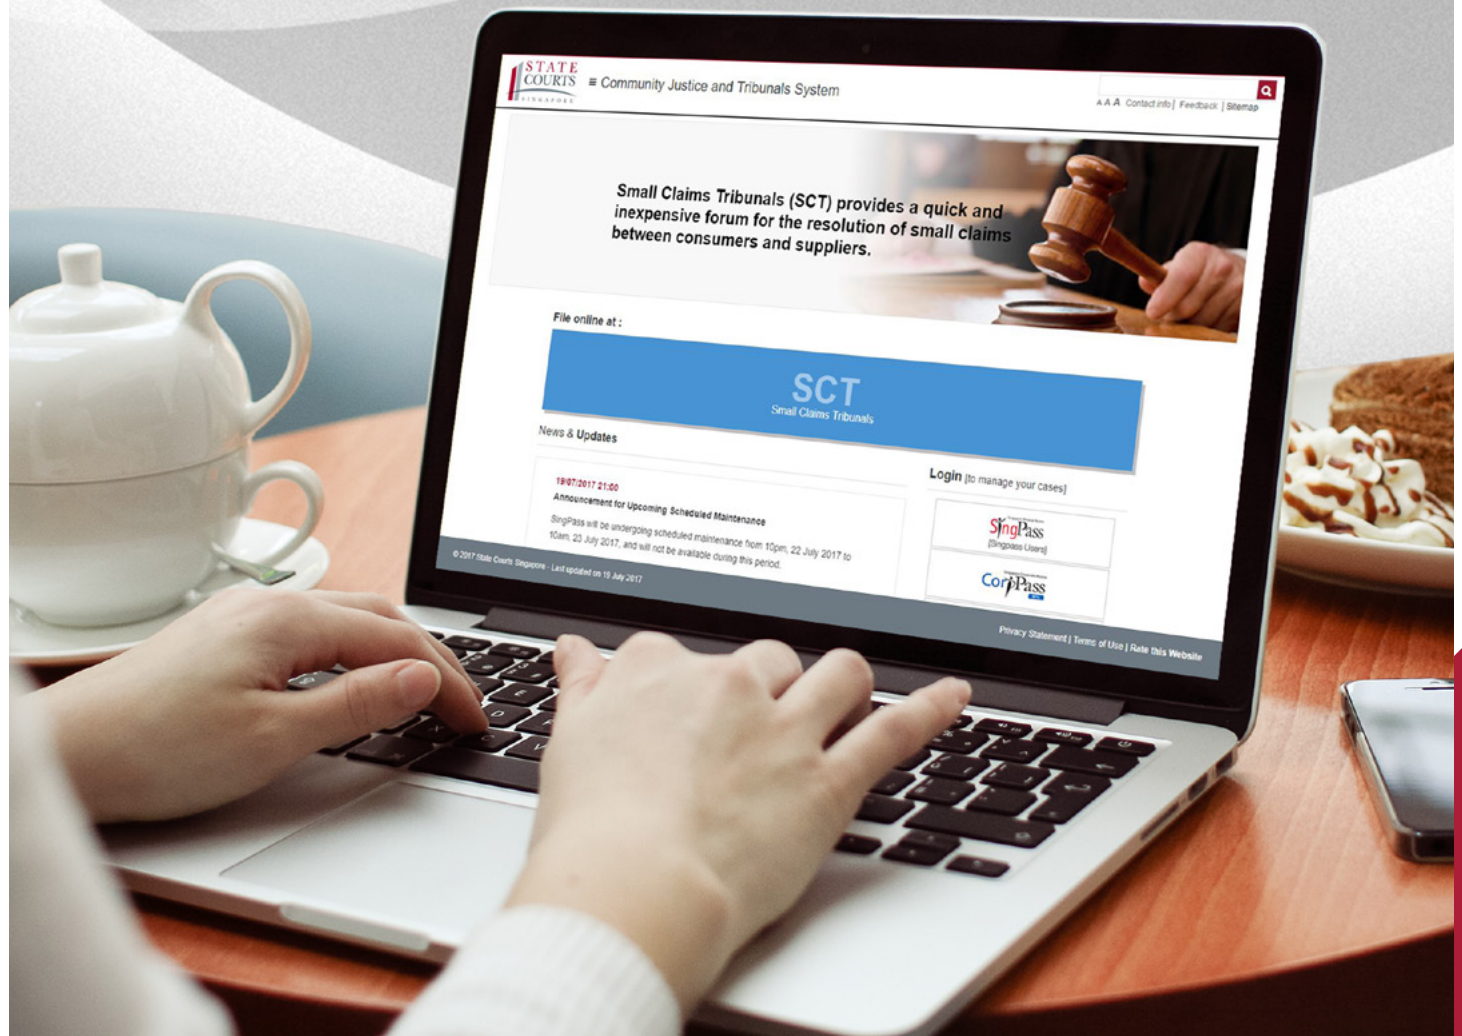 STATE
COURTS
SINGAPORE
≡ Community Justice and Tribunals System
A A A Contact info | Feedback | Sitemap
Small Claims Tribunals (SCT) provides a quick and
inexpensive forum for the resolution of small claims
between consumers and suppliers.
File online at :
SCT
Small Claims Tribunals
News & Updates
19/07/2017 21:00
Announcement for Upcoming Scheduled Maintenance
SingPass will be undergoing scheduled maintenance from 10pm, 22 July 2017 to
10am, 23 July 2017, and will not be available during this period.
Login [to manage your cases]
SingPass
[Singpass Users]
CorpPass
© 2017 State Courts Singapore - Last updated on 19 July 2017
Privacy Statement | Terms of Use | Rate this Website